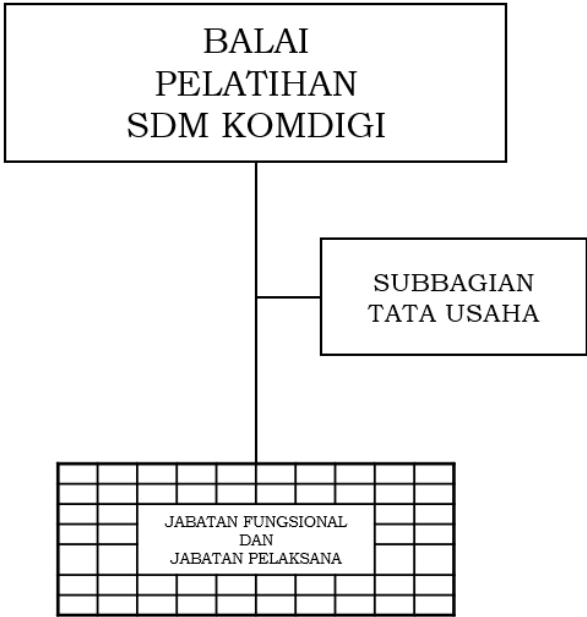 BALAI
PELATIHAN
SDM KOMDIGI
SUBBAGIAN
TATA USAHA
JABATAN FUNGSIONAL
DAN
JABATAN PELAKSANA